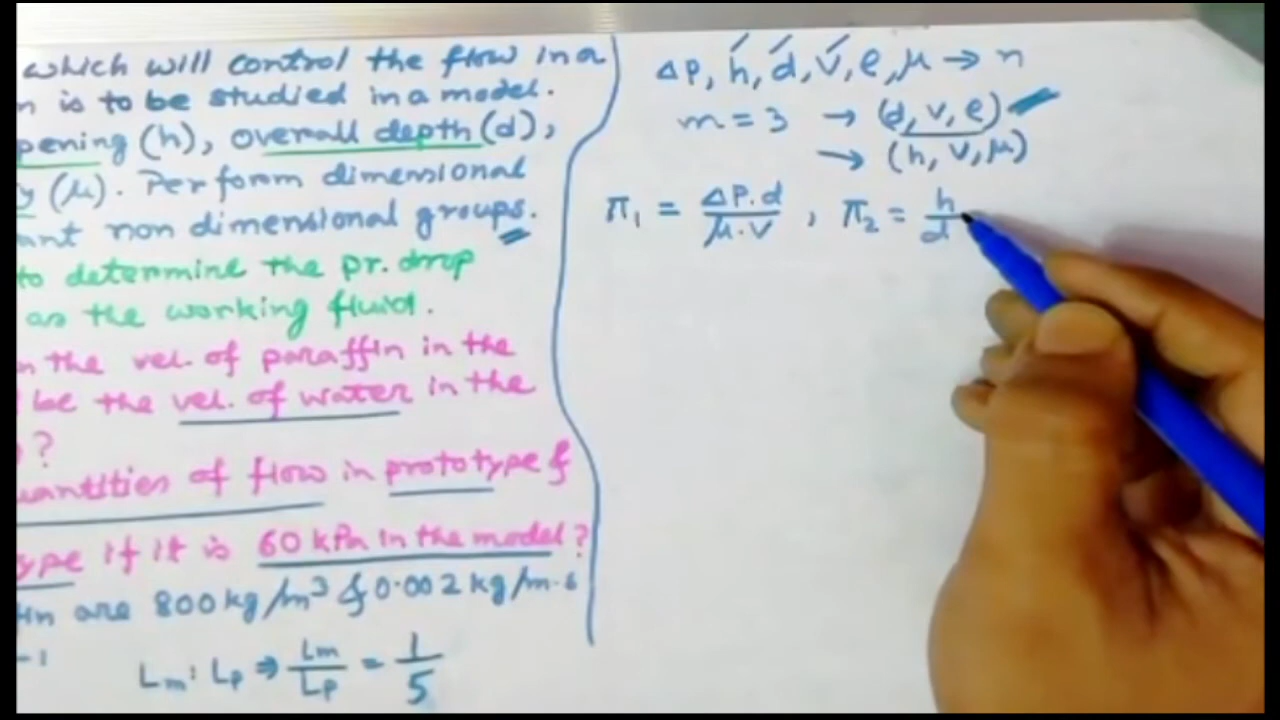 which will control the flow in a
n is to be studied in a model.
pening (h), overall depth (d),
y (μ). Perform dimensional
ant non dimensional groups.
to determine the pr. drop
as the working fluid.
n the vel. of paraffin in the
be the vel. of water in the
?
uantities of flow in prototype &
ype if it is 60 kPa in the model?
fin are 800 kg/m³ & 0.002 kg/m-s
-1
Lm : Lp ⇒ Lm/Lp = 1/5
ΔP, h, d, v, ρ, μ → n
m = 3 → (d, v, ρ)
→ (h, v, μ)
π₁ = ΔP.d/μ.v , π₂ = h/d